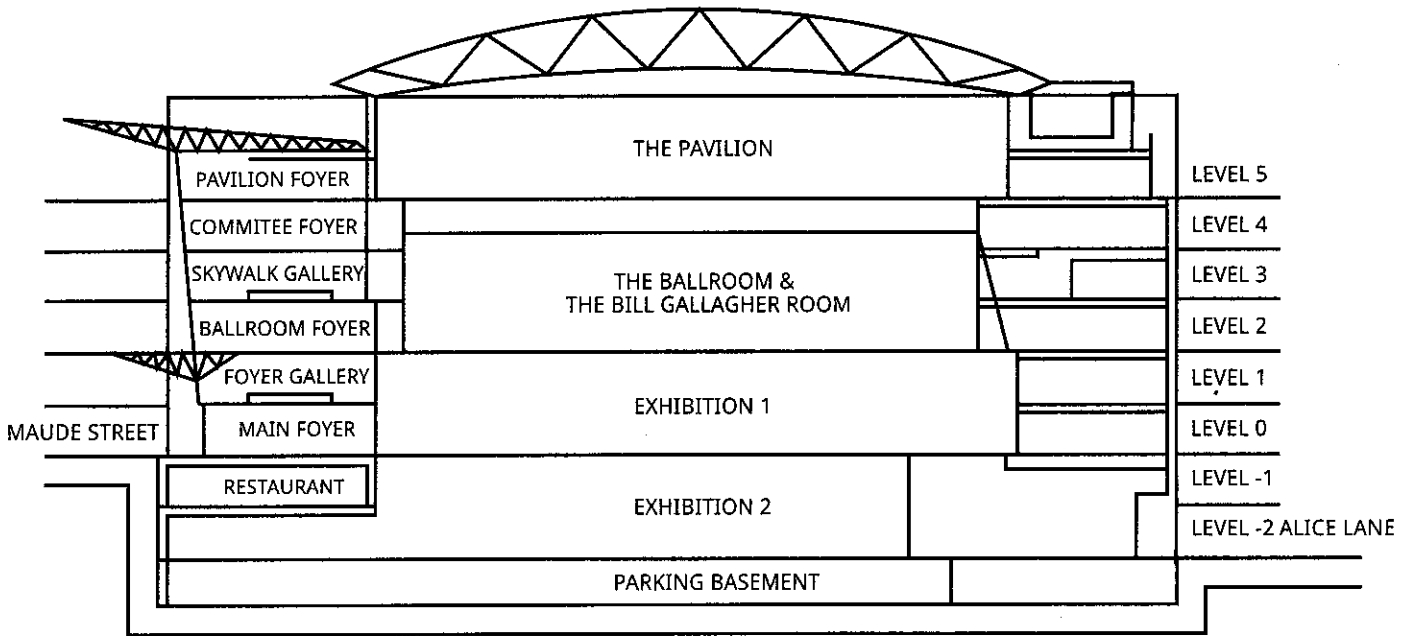 THE PAVILION
PAVILION FOYER
LEVEL 5
COMMITEE FOYER
LEVEL 4
SKYWALK GALLERY
THE BALLROOM &
THE BILL GALLAGHER ROOM
LEVEL 3
BALLROOM FOYER
LEVEL 2
FOYER GALLERY
LEVEL 1
EXHIBITION 1
MAUDE STREET
MAIN FOYER
LEVEL 0
RESTAURANT
LEVEL -1
EXHIBITION 2
LEVEL -2 ALICE LANE
PARKING BASEMENT